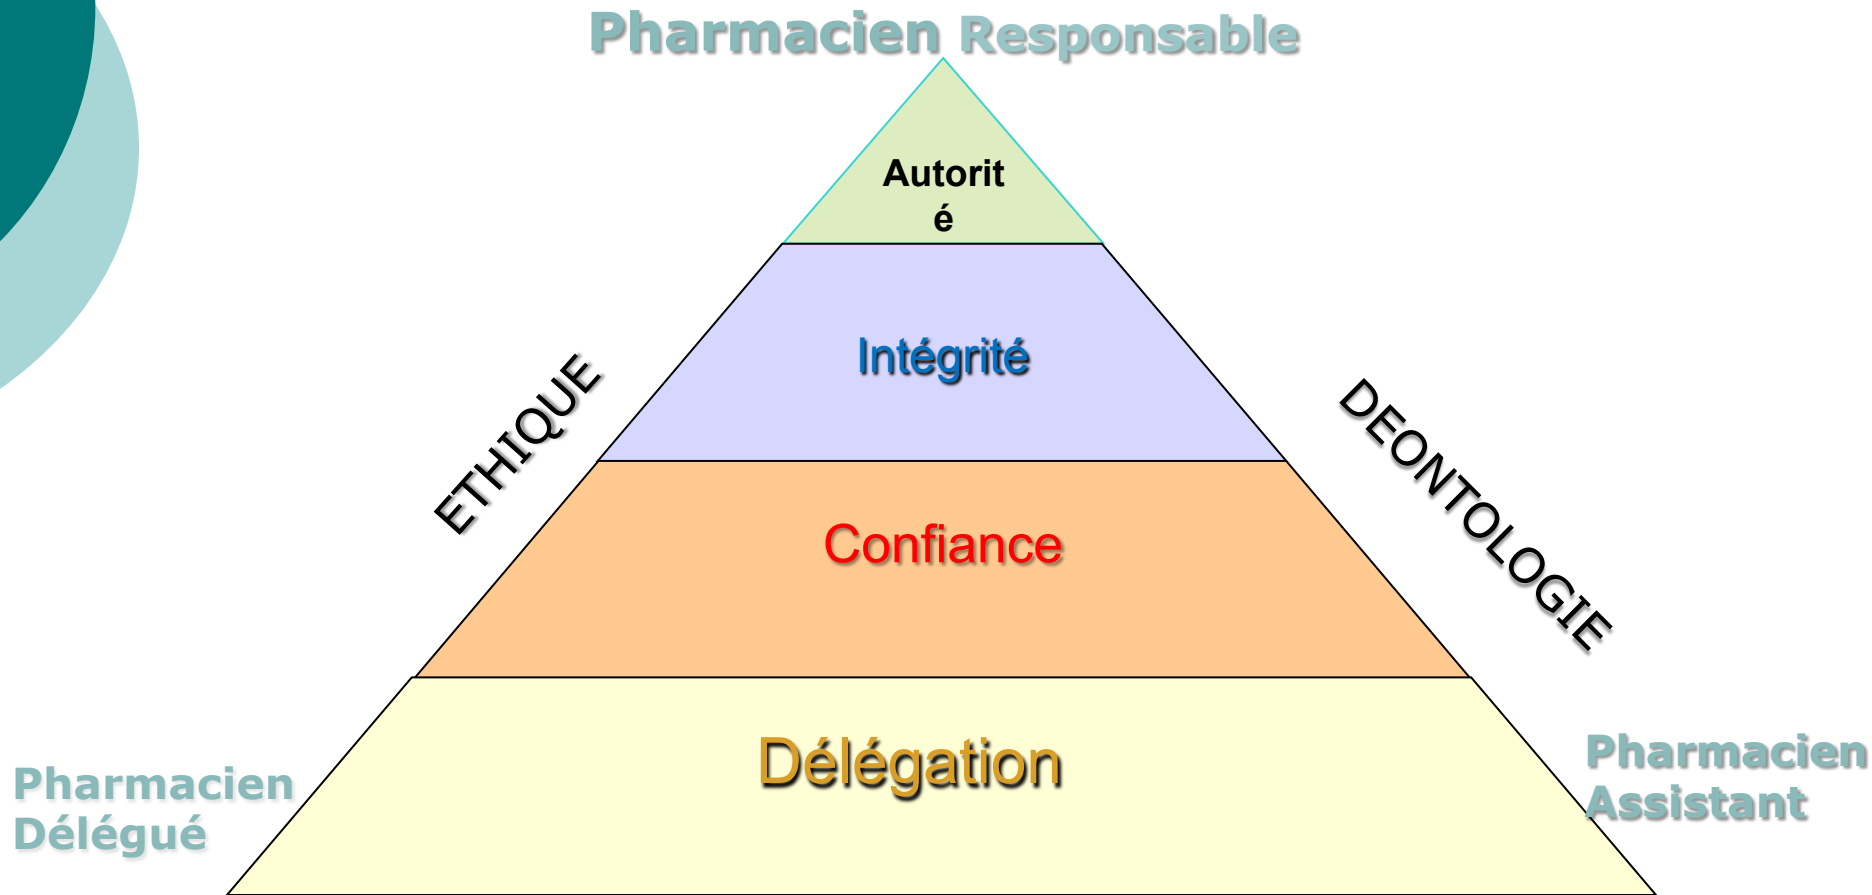 Pharmacien Responsable
Autorit
é
Intégrité
ETHIQUE
DEONTOLOGIE
Confiance
Délégation
Pharmacien
Délégué
Pharmacien
Assistant